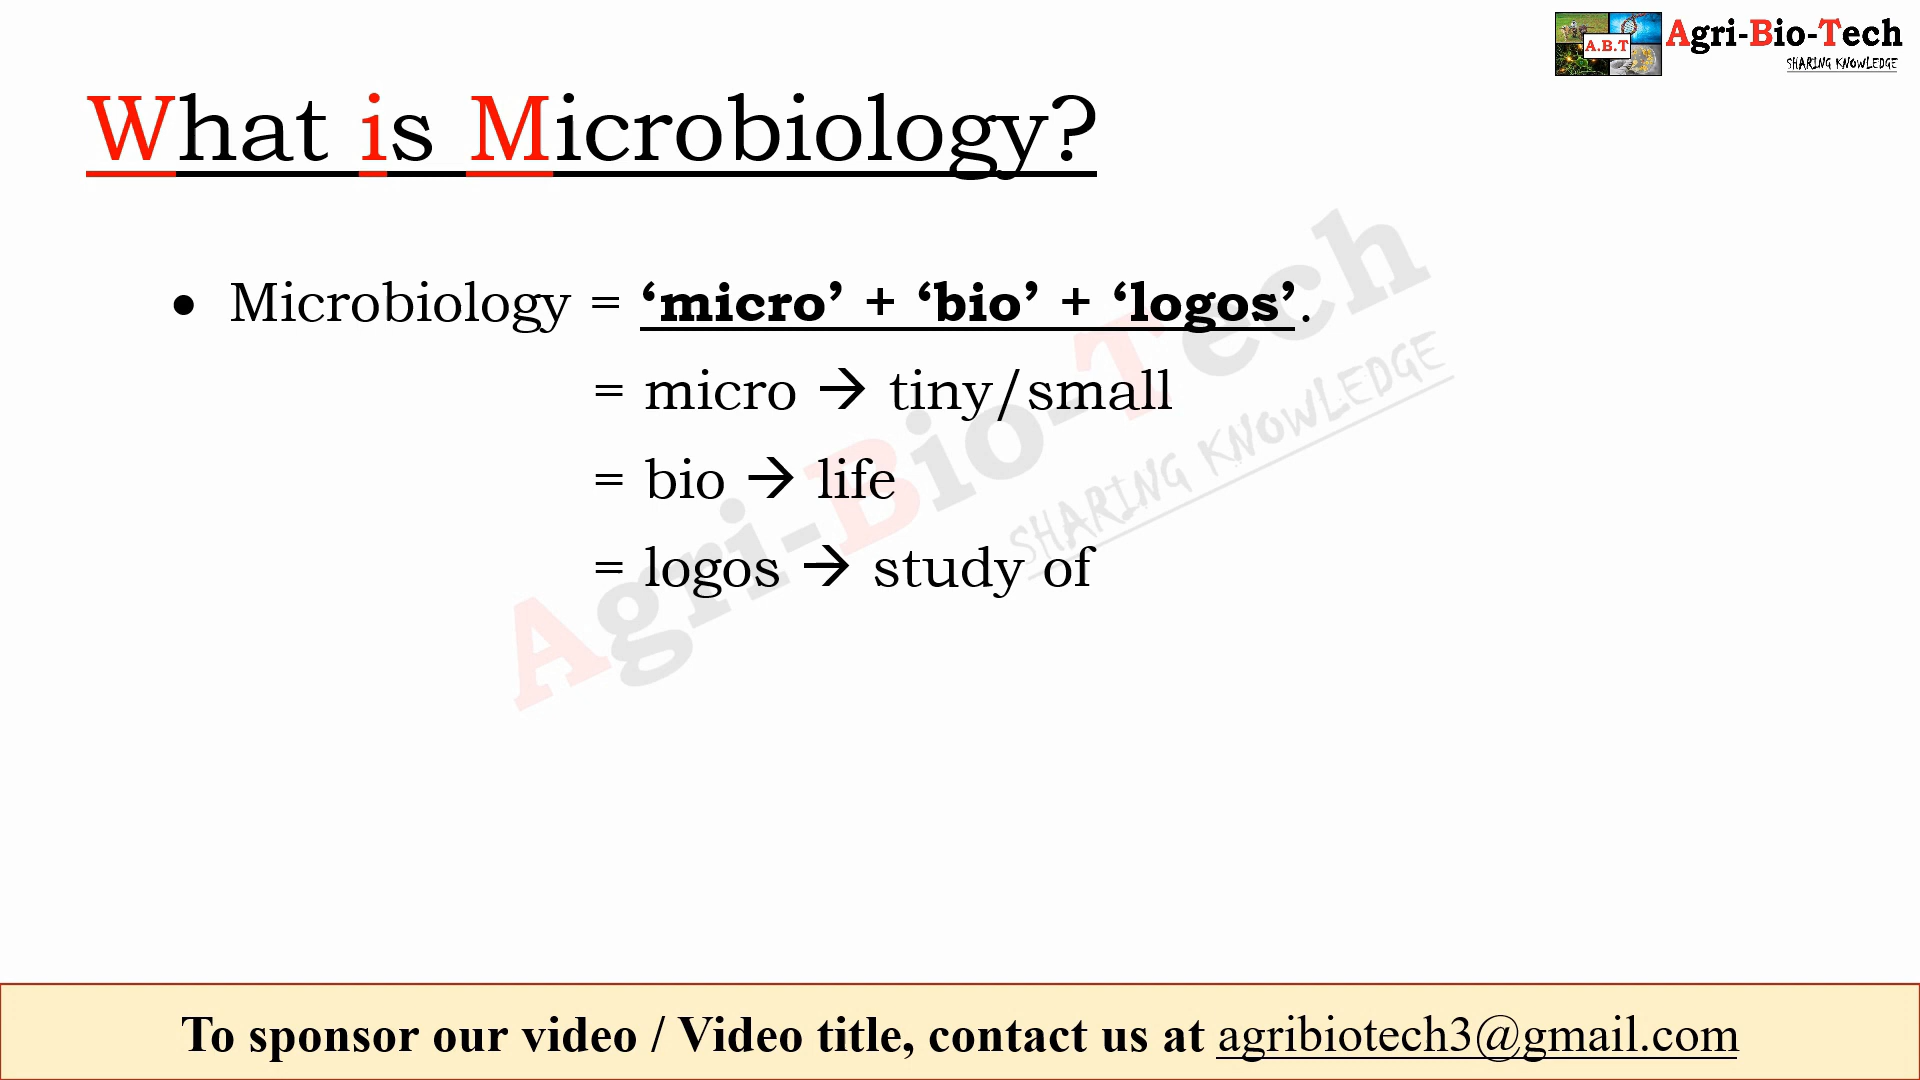 A.B.T
Agri-Bio-Tech
SHARING KNOWLEDGE
What is Microbiology?
• Microbiology = ‘micro’ + ‘bio’ + ‘logos’.
= micro → tiny/small
= bio → life
= logos → study of
Agri-Bio-Tech
SHARING KNOWLEDGE
To sponsor our video / Video title, contact us at agribiotech3@gmail.com